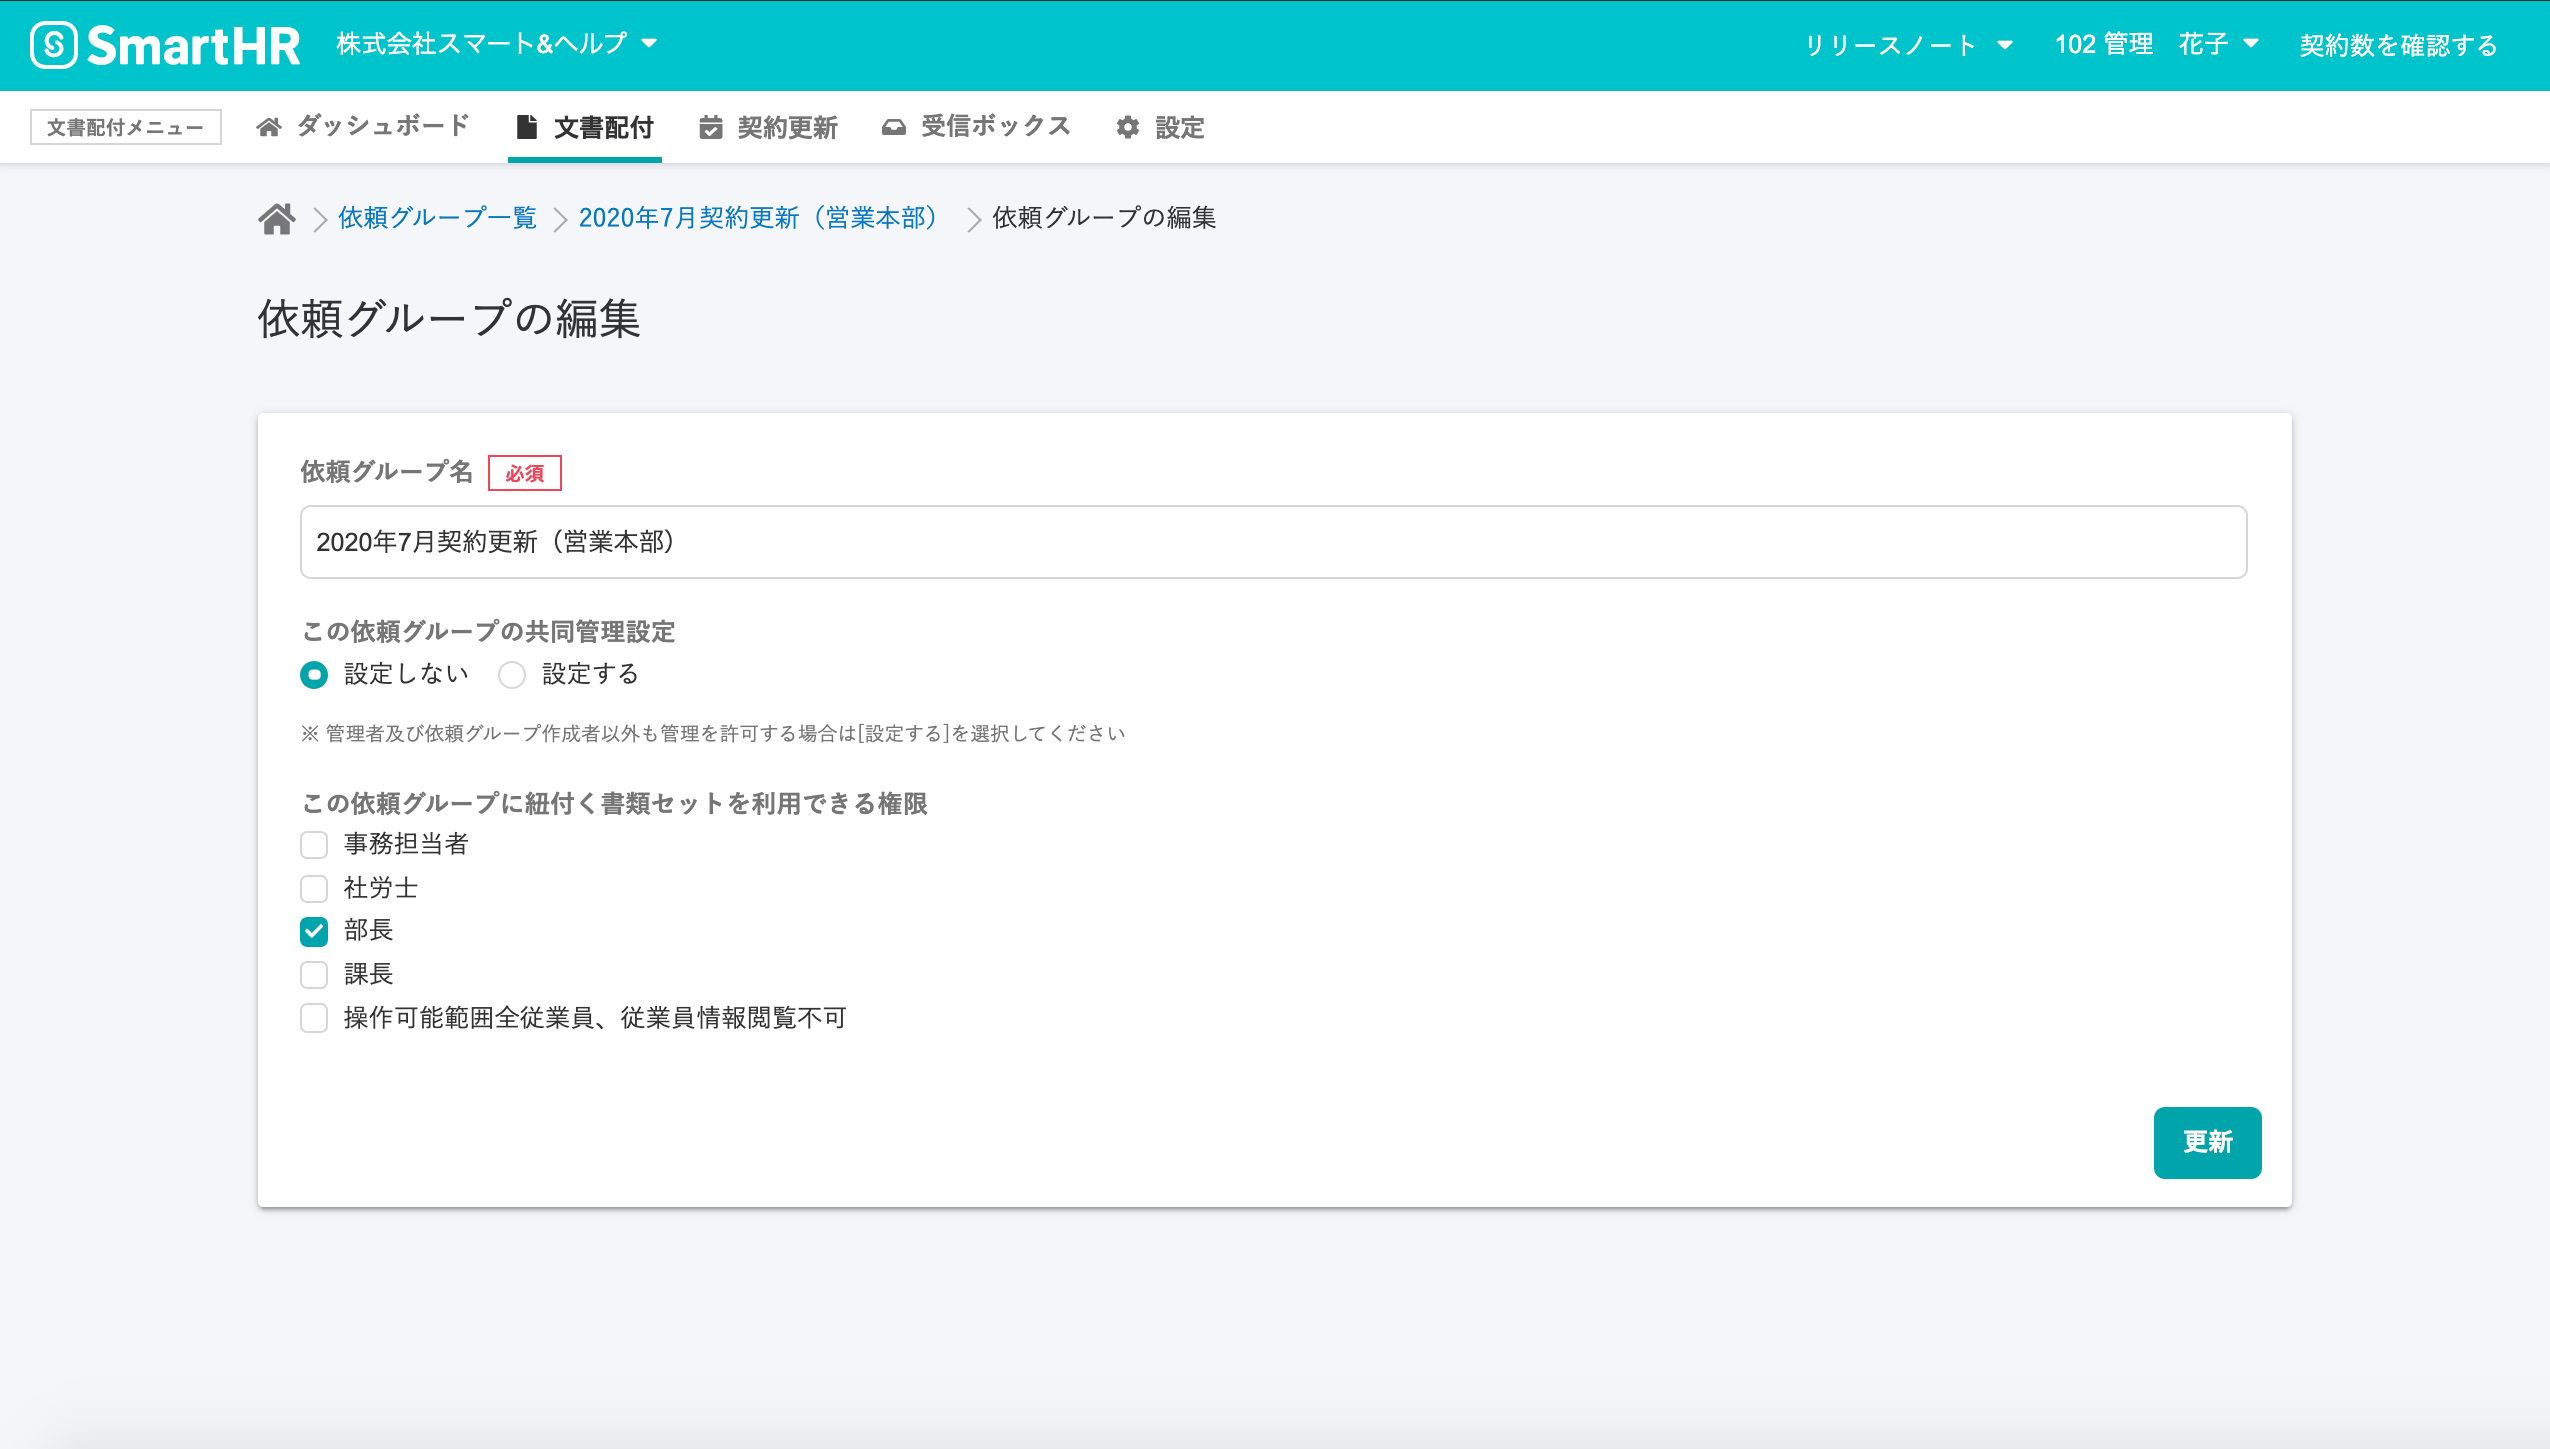 SmartHR 株式会社スマート&ヘルプ リリースノート 102 管理 花子 契約数を確認する
文書配付メニュー ダッシュボード 文書配付 契約更新 受信ボックス 設定
依頼グループ一覧 2020年7月契約更新（営業本部） 依頼グループの編集
依頼グループの編集
依頼グループ名 必須
2020年7月契約更新（営業本部）
この依頼グループの共同管理設定
設定しない 設定する
※ 管理者及び依頼グループ作成者以外も管理を許可する場合は[設定する]を選択してください
この依頼グループに紐付く書類セットを利用できる権限
事務担当者
社労士
部長
課長
操作可能範囲全従業員、従業員情報閲覧不可
更新